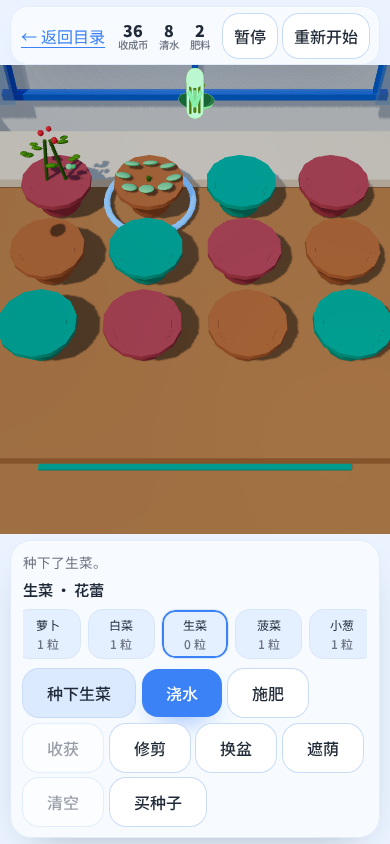 ← 返回目录
36
收成币
8
清水
2
肥料
暂停
重新开始
种下了生菜。
生菜 · 花蕾
萝卜
1 粒
白菜
1 粒
生菜
0 粒
菠菜
1 粒
小葱
1 粒
种下生菜
浇水
施肥
收获
修剪
换盆
遮荫
清空
买种子